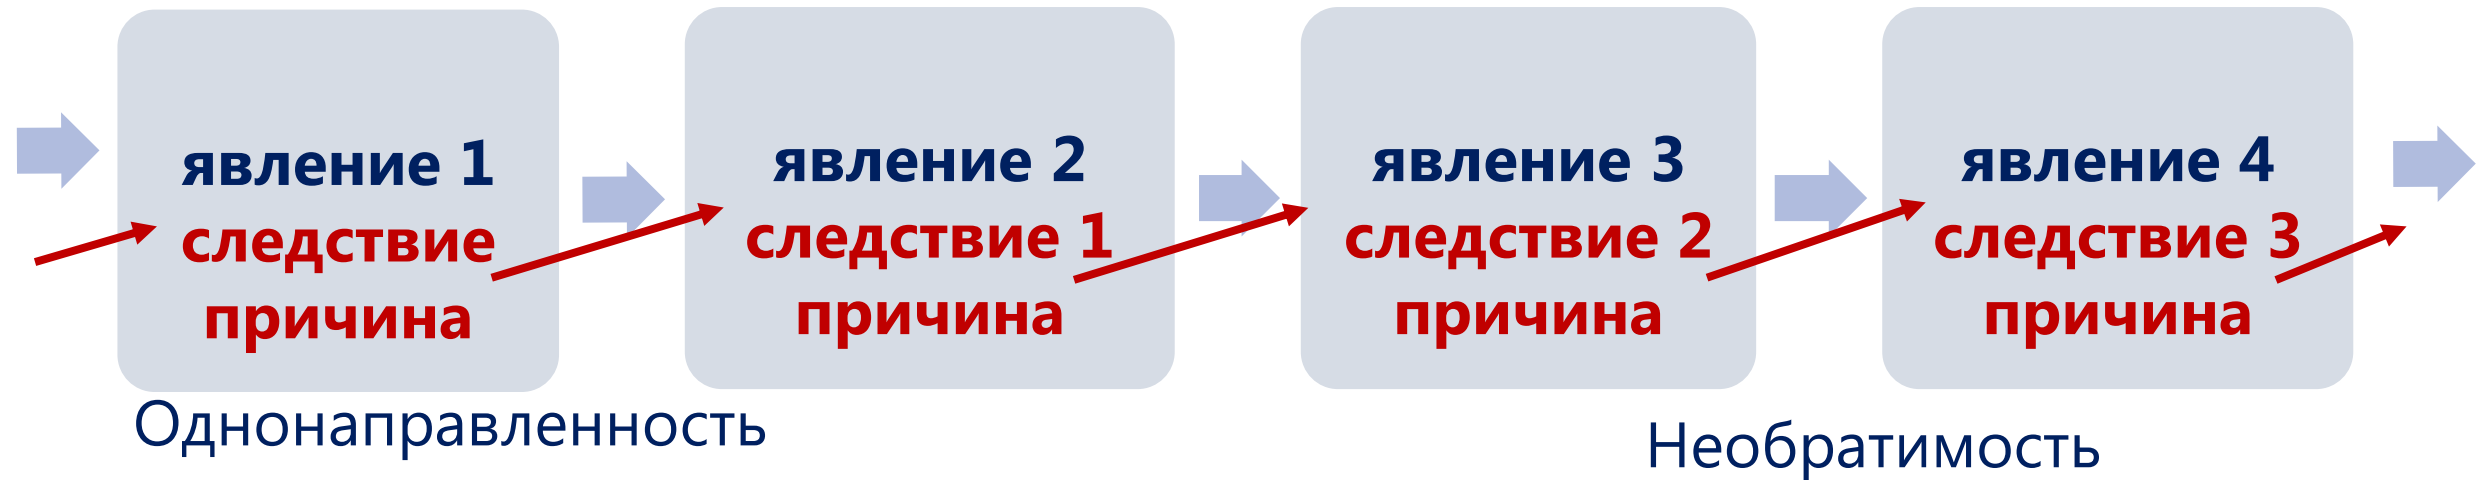 явление 1
следствие
причина
явление 2
следствие 1
причина
явление 3
следствие 2
причина
явление 4
следствие 3
причина
Однонаправленность
Необратимость